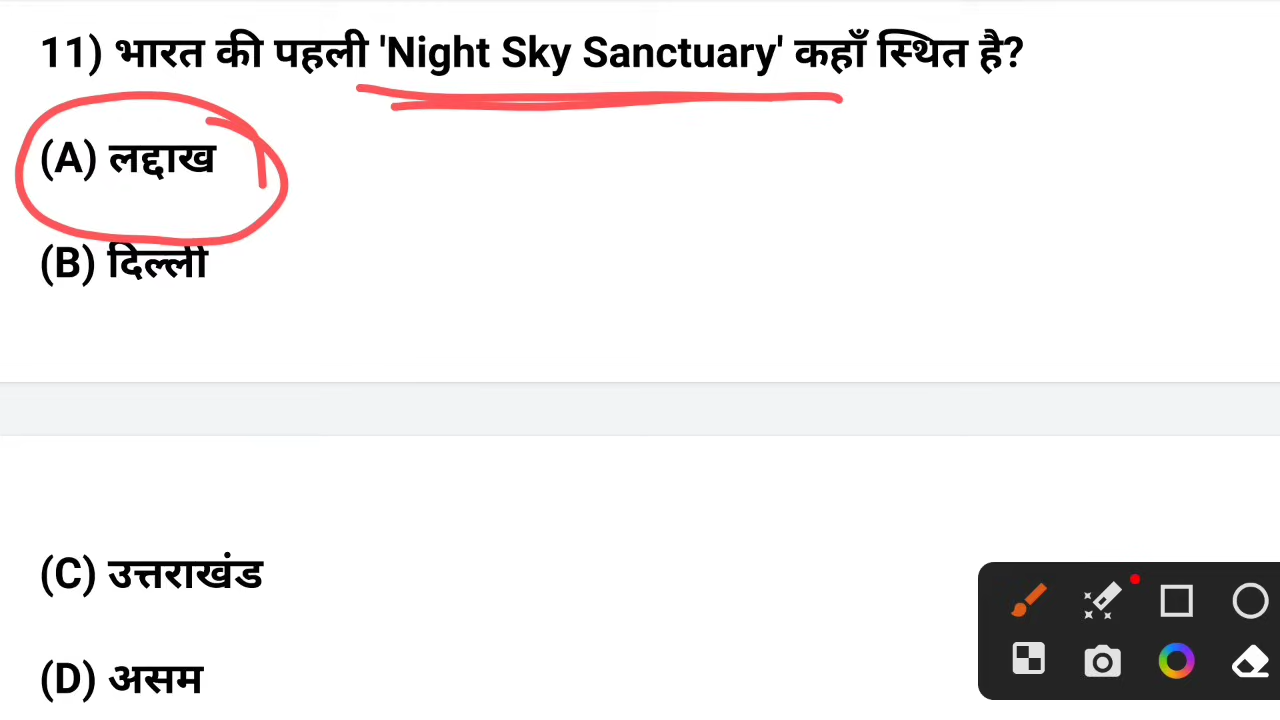 11) भारत की पहली 'Night Sky Sanctuary' कहाँ स्थित है?
(A) लद्दाख
(B) दिल्ली
(C) उत्तराखंड
(D) असम